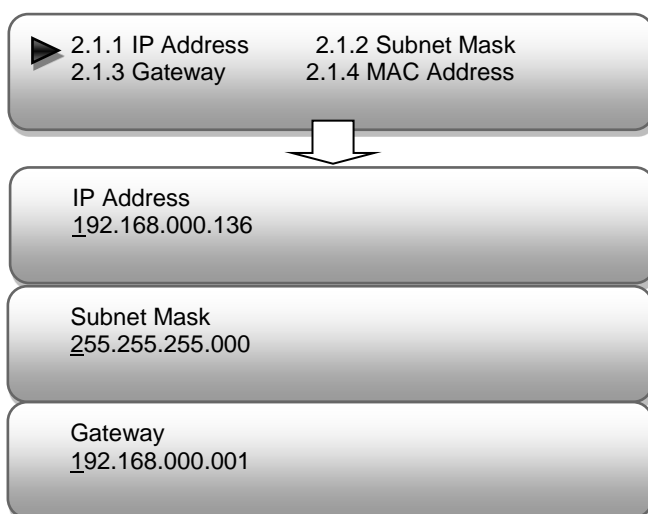 2.1.1 IP Address 2.1.2 Subnet Mask
2.1.3 Gateway 2.1.4 MAC Address
IP Address
192.168.000.136
Subnet Mask
255.255.255.000
Gateway
192.168.000.001